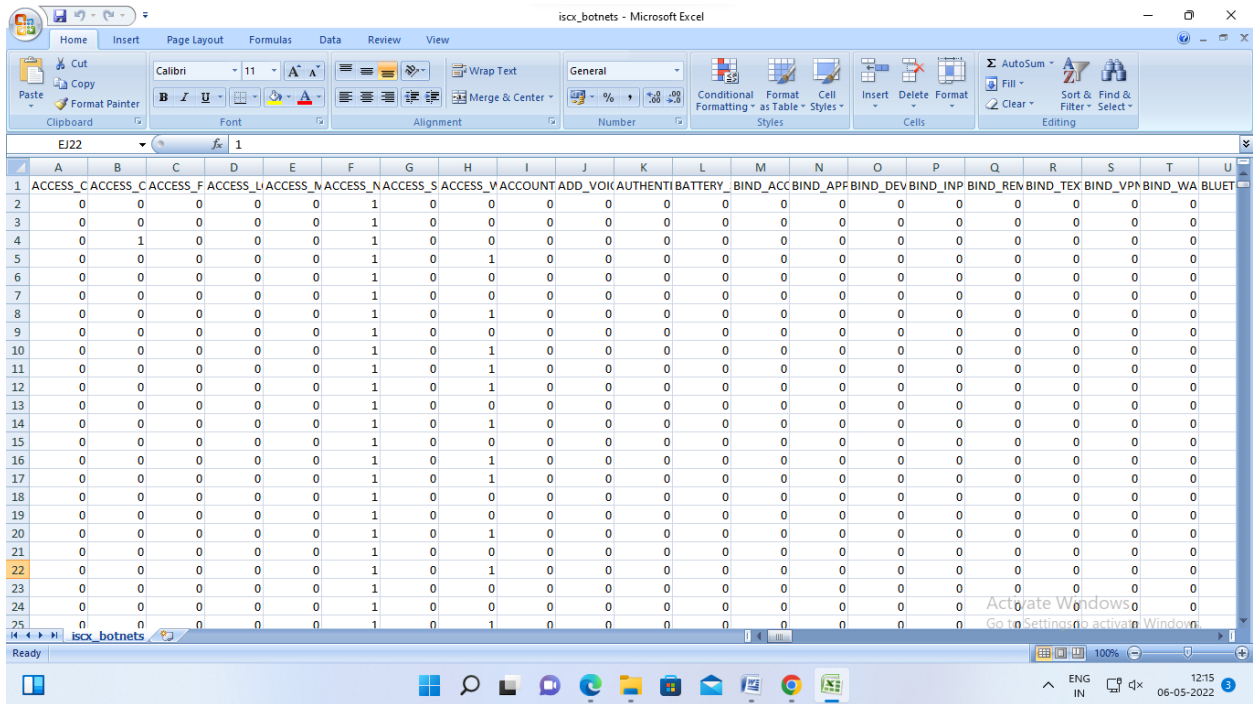 iscx_botnets - Microsoft Excel
Home Insert Page Layout Formulas Data Review View
Cut
Copy
Format Painter
Paste
Clipboard
Calibri 11
B I U
Font
Wrap Text
Merge & Center
Alignment
General
% ,
Number
Conditional Formatting
Format as Table
Cell Styles
Styles
Insert Delete Format
Cells
Σ AutoSum
Fill
Clear
Sort & Filter
Find & Select
Editing
EJ22 fx 1
A B C D E F G H I J K L M N O P Q R S T U
1 ACCESS_C ACCESS_C ACCESS_F ACCESS_L ACCESS_M ACCESS_N ACCESS_S ACCESS_W ACCOUNT ADD_VOIC AUTHENTI BATTERY_ BIND_ACC BIND_APP BIND_DEV BIND_INP BIND_REM BIND_TEX BIND_VPN BIND_WA BLUET
2 0 0 0 0 0 1 0 0 0 0 0 0 0 0 0 0 0 0 0 0
3 0 0 0 0 0 1 0 0 0 0 0 0 0 0 0 0 0 0 0 0
4 0 1 0 0 0 1 0 0 0 0 0 0 0 0 0 0 0 0 0 0
5 0 0 0 0 0 1 0 1 0 0 0 0 0 0 0 0 0 0 0 0
6 0 0 0 0 0 1 0 0 0 0 0 0 0 0 0 0 0 0 0 0
7 0 0 0 0 0 1 0 0 0 0 0 0 0 0 0 0 0 0 0 0
8 0 0 0 0 0 1 0 1 0 0 0 0 0 0 0 0 0 0 0 0
9 0 0 0 0 0 1 0 0 0 0 0 0 0 0 0 0 0 0 0 0
10 0 0 0 0 0 1 0 1 0 0 0 0 0 0 0 0 0 0 0 0
11 0 0 0 0 0 1 0 1 0 0 0 0 0 0 0 0 0 0 0 0
12 0 0 0 0 0 1 0 1 0 0 0 0 0 0 0 0 0 0 0 0
13 0 0 0 0 0 1 0 0 0 0 0 0 0 0 0 0 0 0 0 0
14 0 0 0 0 0 1 0 1 0 0 0 0 0 0 0 0 0 0 0 0
15 0 0 0 0 0 1 0 0 0 0 0 0 0 0 0 0 0 0 0 0
16 0 0 0 0 0 1 0 1 0 0 0 0 0 0 0 0 0 0 0 0
17 0 0 0 0 0 1 0 1 0 0 0 0 0 0 0 0 0 0 0 0
18 0 0 0 0 0 1 0 0 0 0 0 0 0 0 0 0 0 0 0 0
19 0 0 0 0 0 1 0 0 0 0 0 0 0 0 0 0 0 0 0 0
20 0 0 0 0 0 1 0 1 0 0 0 0 0 0 0 0 0 0 0 0
21 0 0 0 0 0 1 0 0 0 0 0 0 0 0 0 0 0 0 0 0
22 0 0 0 0 0 1 0 1 0 0 0 0 0 0 0 0 0 0 0 0
23 0 0 0 0 0 1 0 0 0 0 0 0 0 0 0 0 0 0 0 0
24 0 0 0 0 0 1 0 0 0 0 0 0 0 0 0 0 0 0 0 0
25 0 0 0 0 0 1 0 1 0 0 0 0 0 0 0 0 0 0 0 0
Activate Windows
Go to Settings to activate Windows.
iscx_botnets
Ready 100%
ENG
IN
12:15
06-05-2022
3